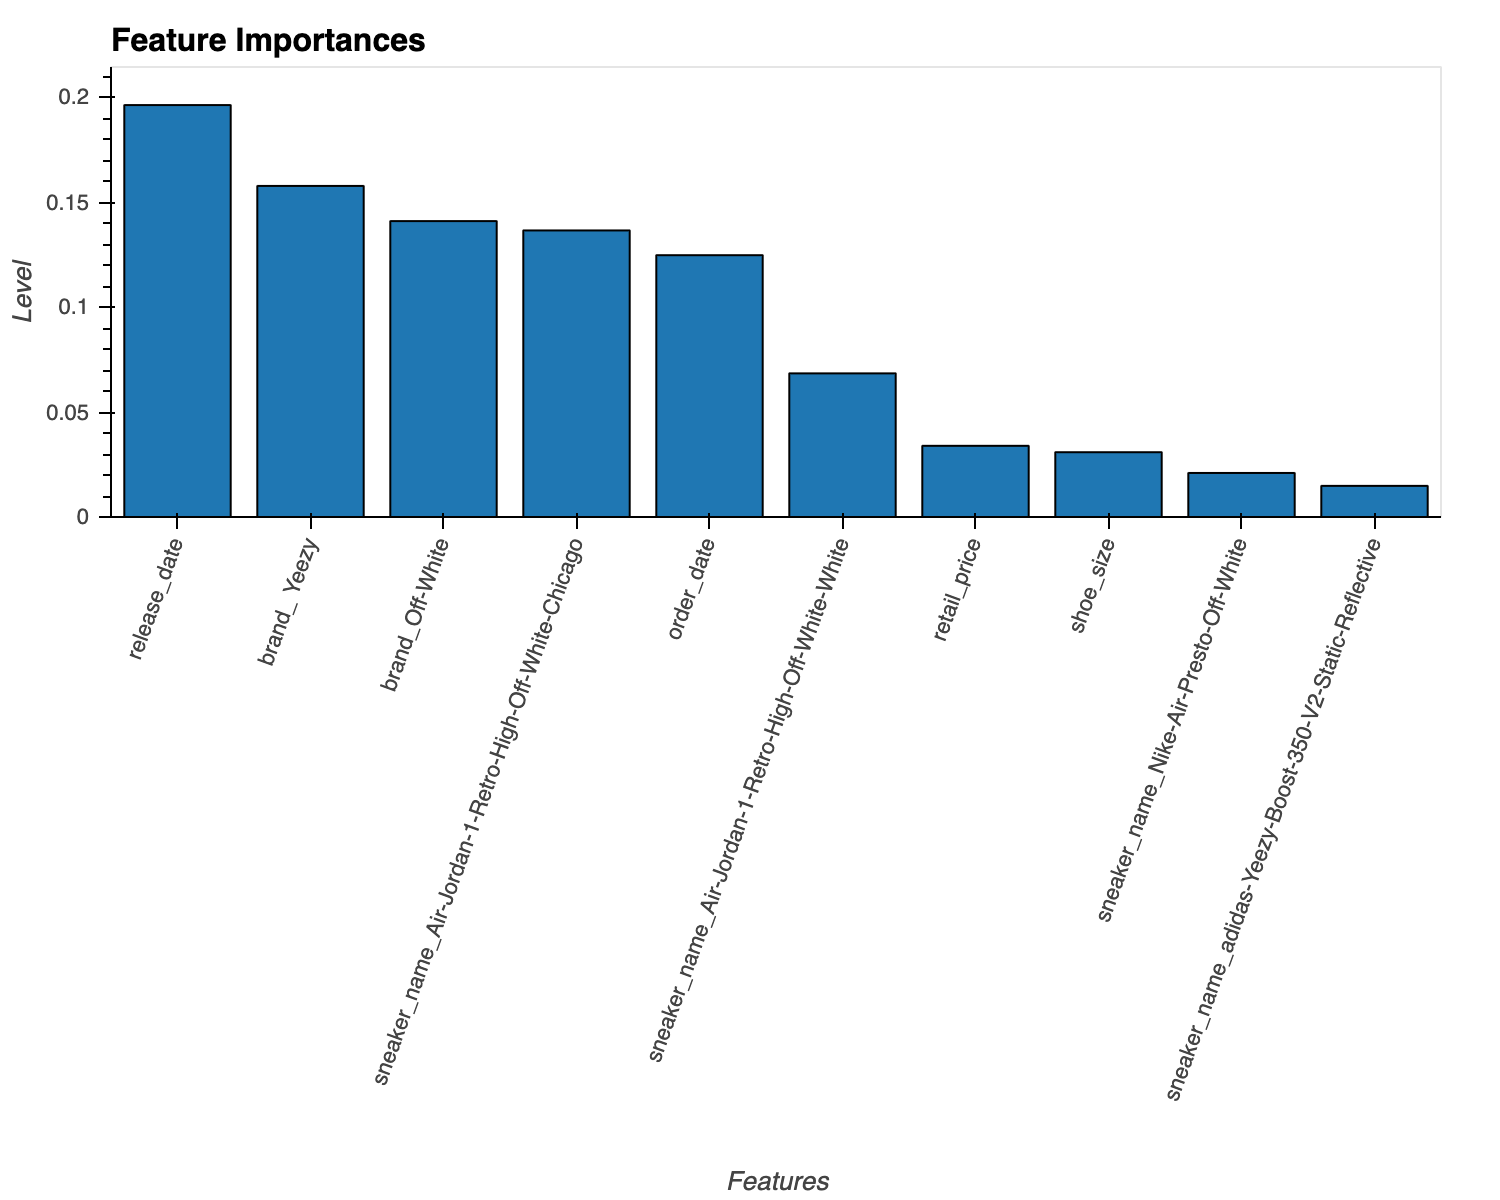 Feature Importances
Level
0.2
0.15
0.1
0.05
0
release_date
brand_ Yeezy
brand_Off-White
sneaker_name_Air-Jordan-1-Retro-High-Off-White-Chicago
order_date
sneaker_name_Air-Jordan-1-Retro-High-Off-White-White
retail_price
shoe_size
sneaker_name_Nike-Air-Presto-Off-White
sneaker_name_adidas-Yeezy-Boost-350-V2-Static-Reflective
Features